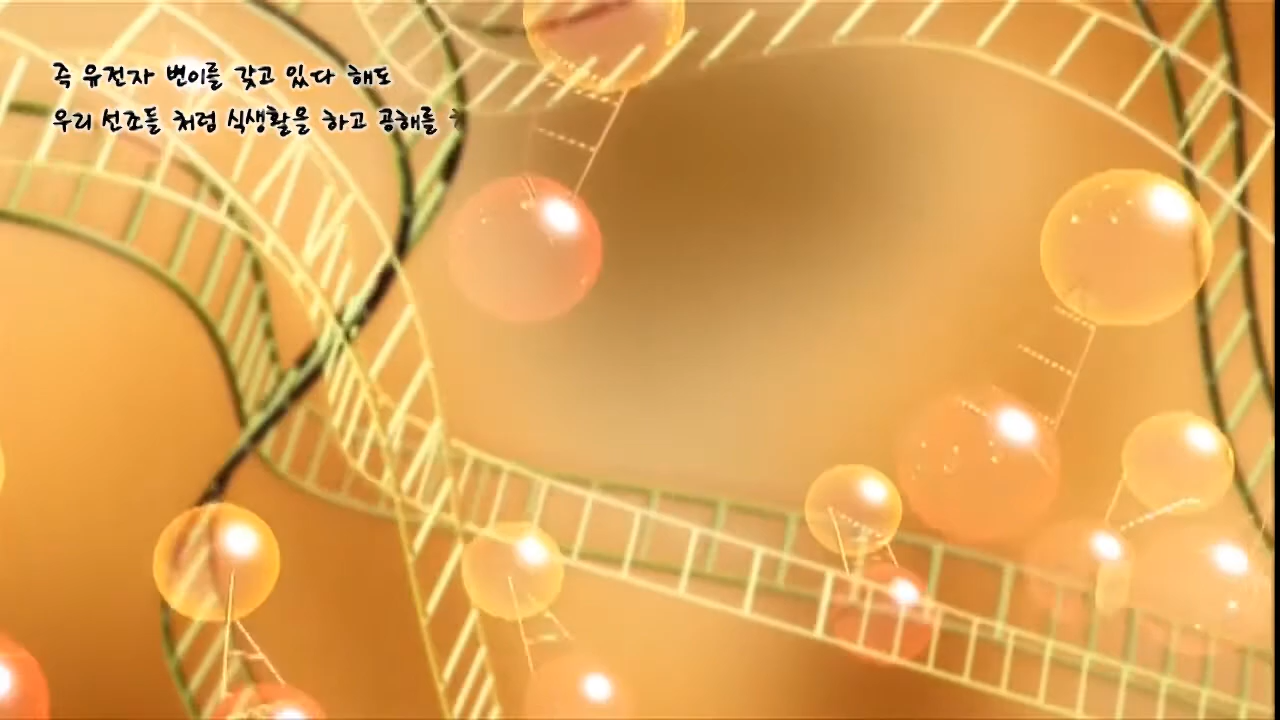 즉 유전자 변이를 갖고 있다 해도
우리 선조들 처럼 식생활을 하고 공해를